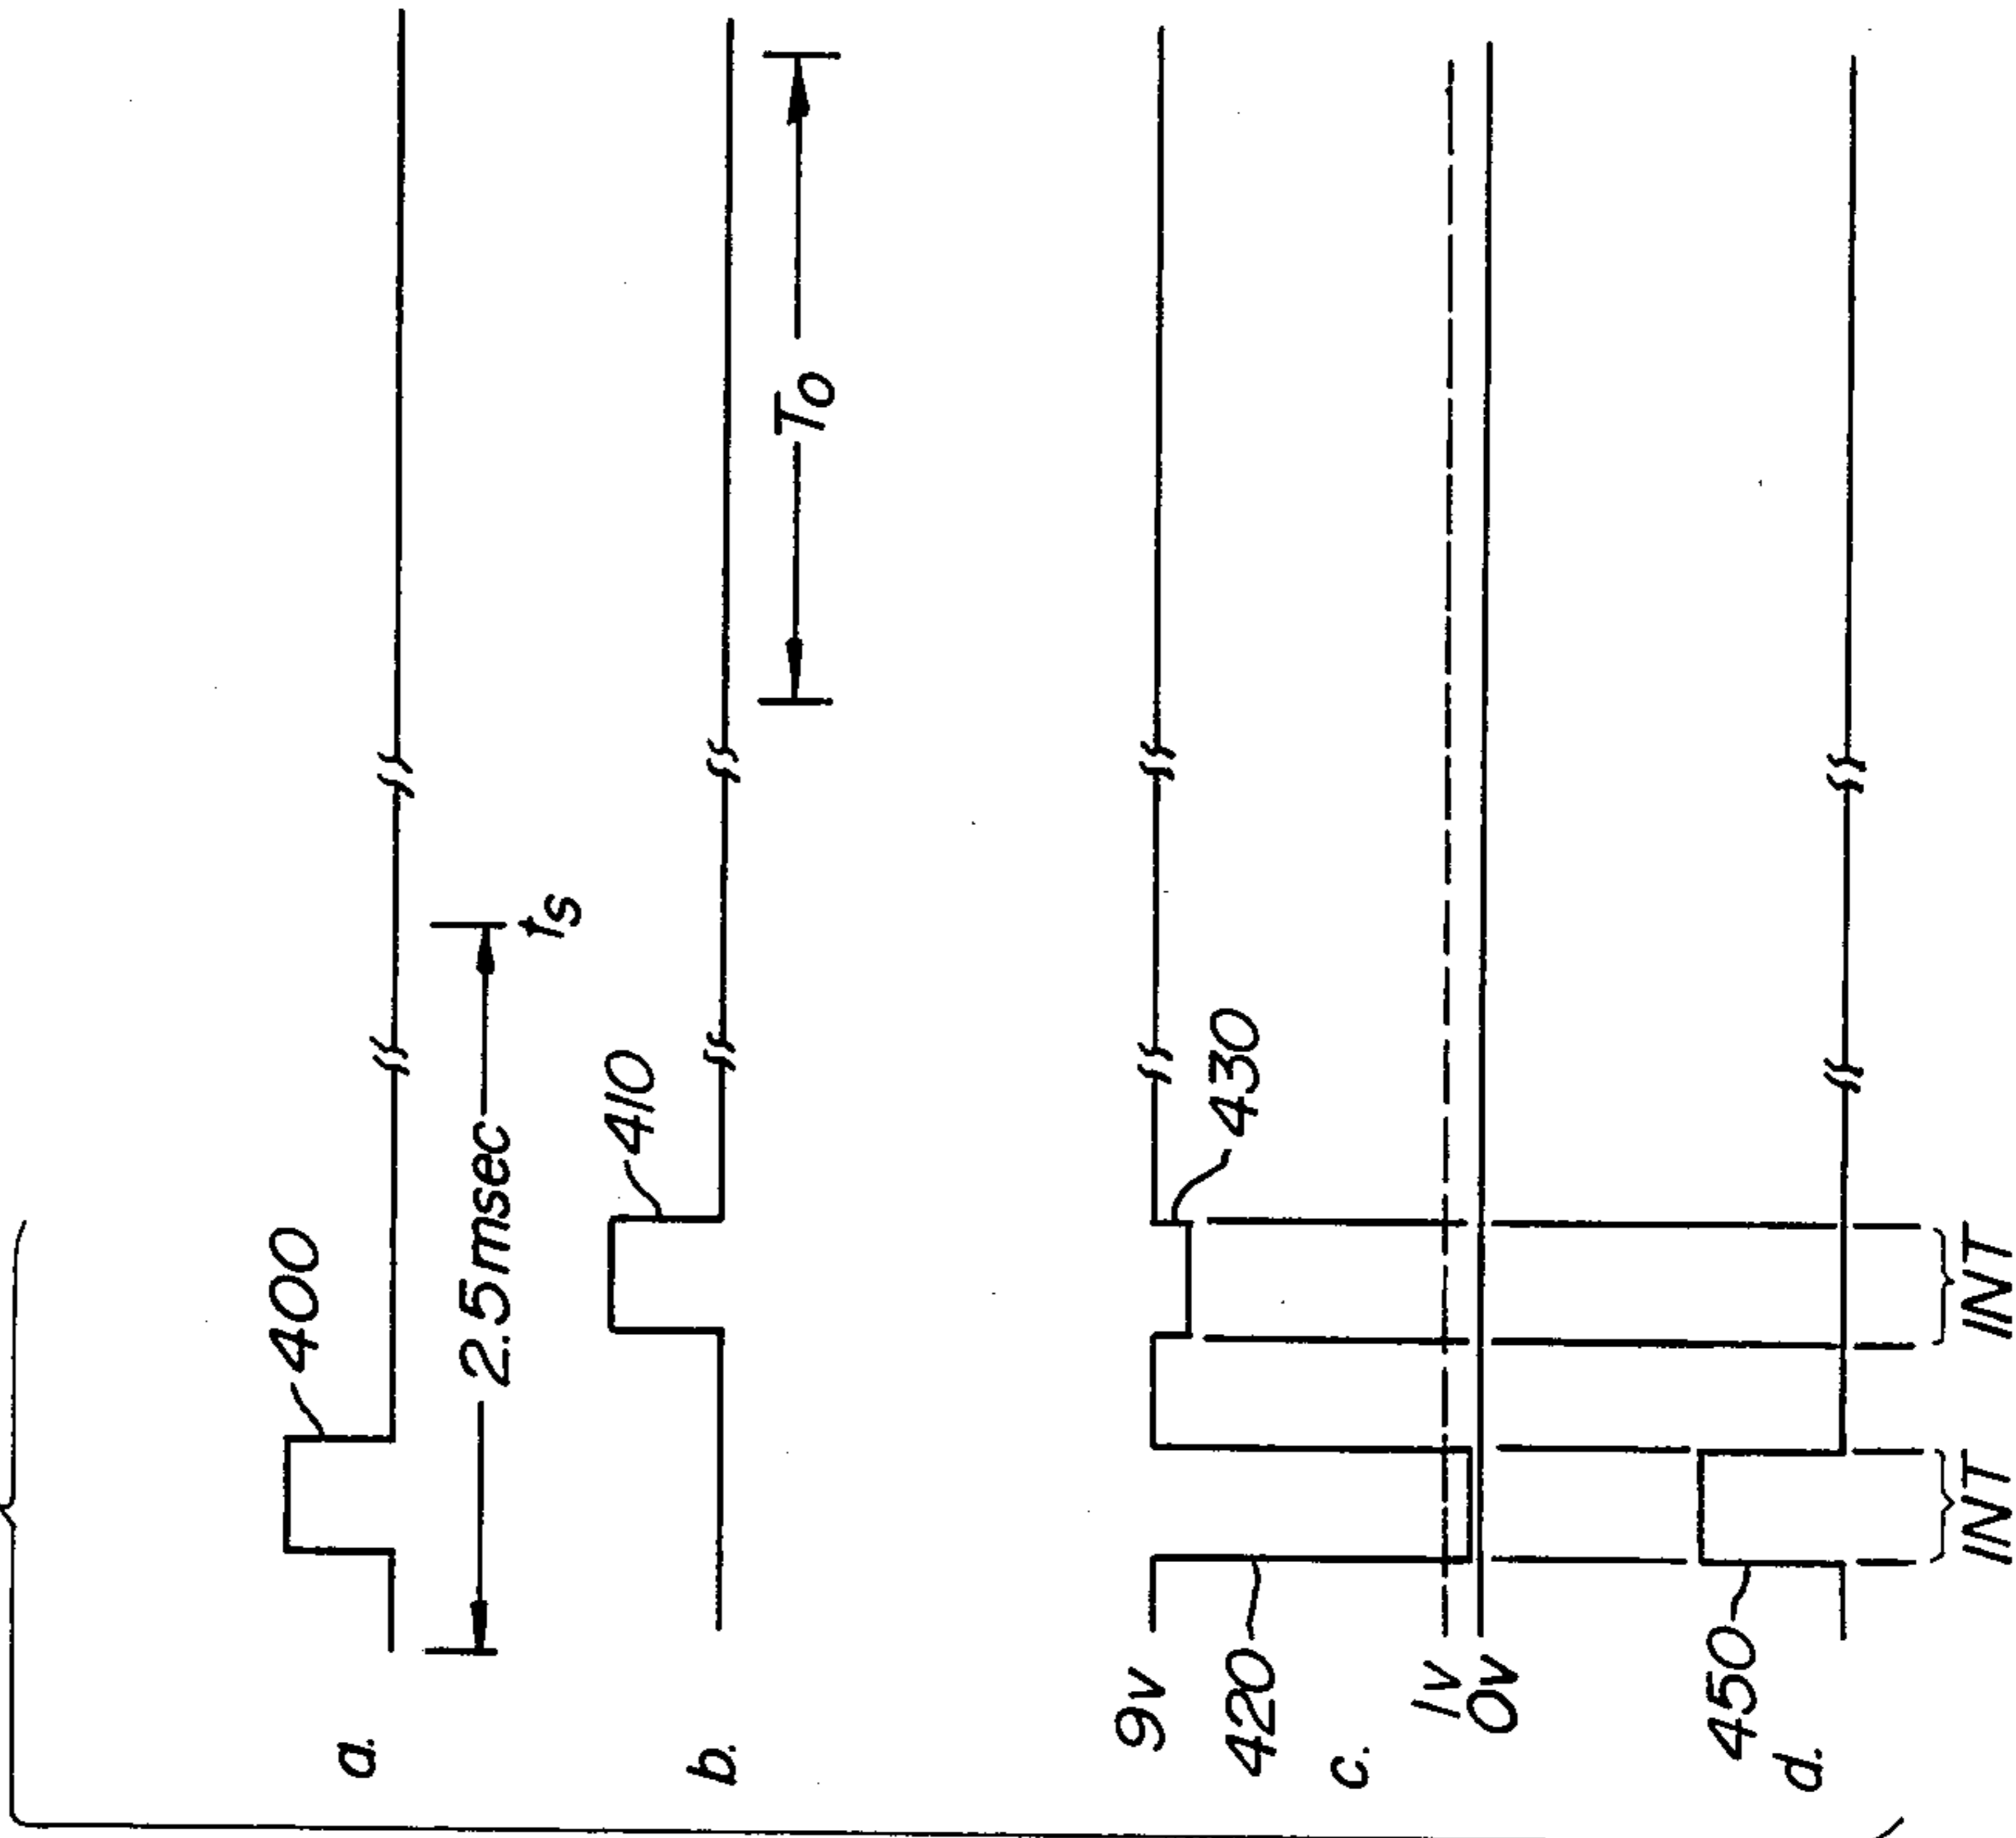 a.
400
2.5msec
ts
b.
410
To
9v
420
430
c.
1v
0v
450
d.
INT
INT